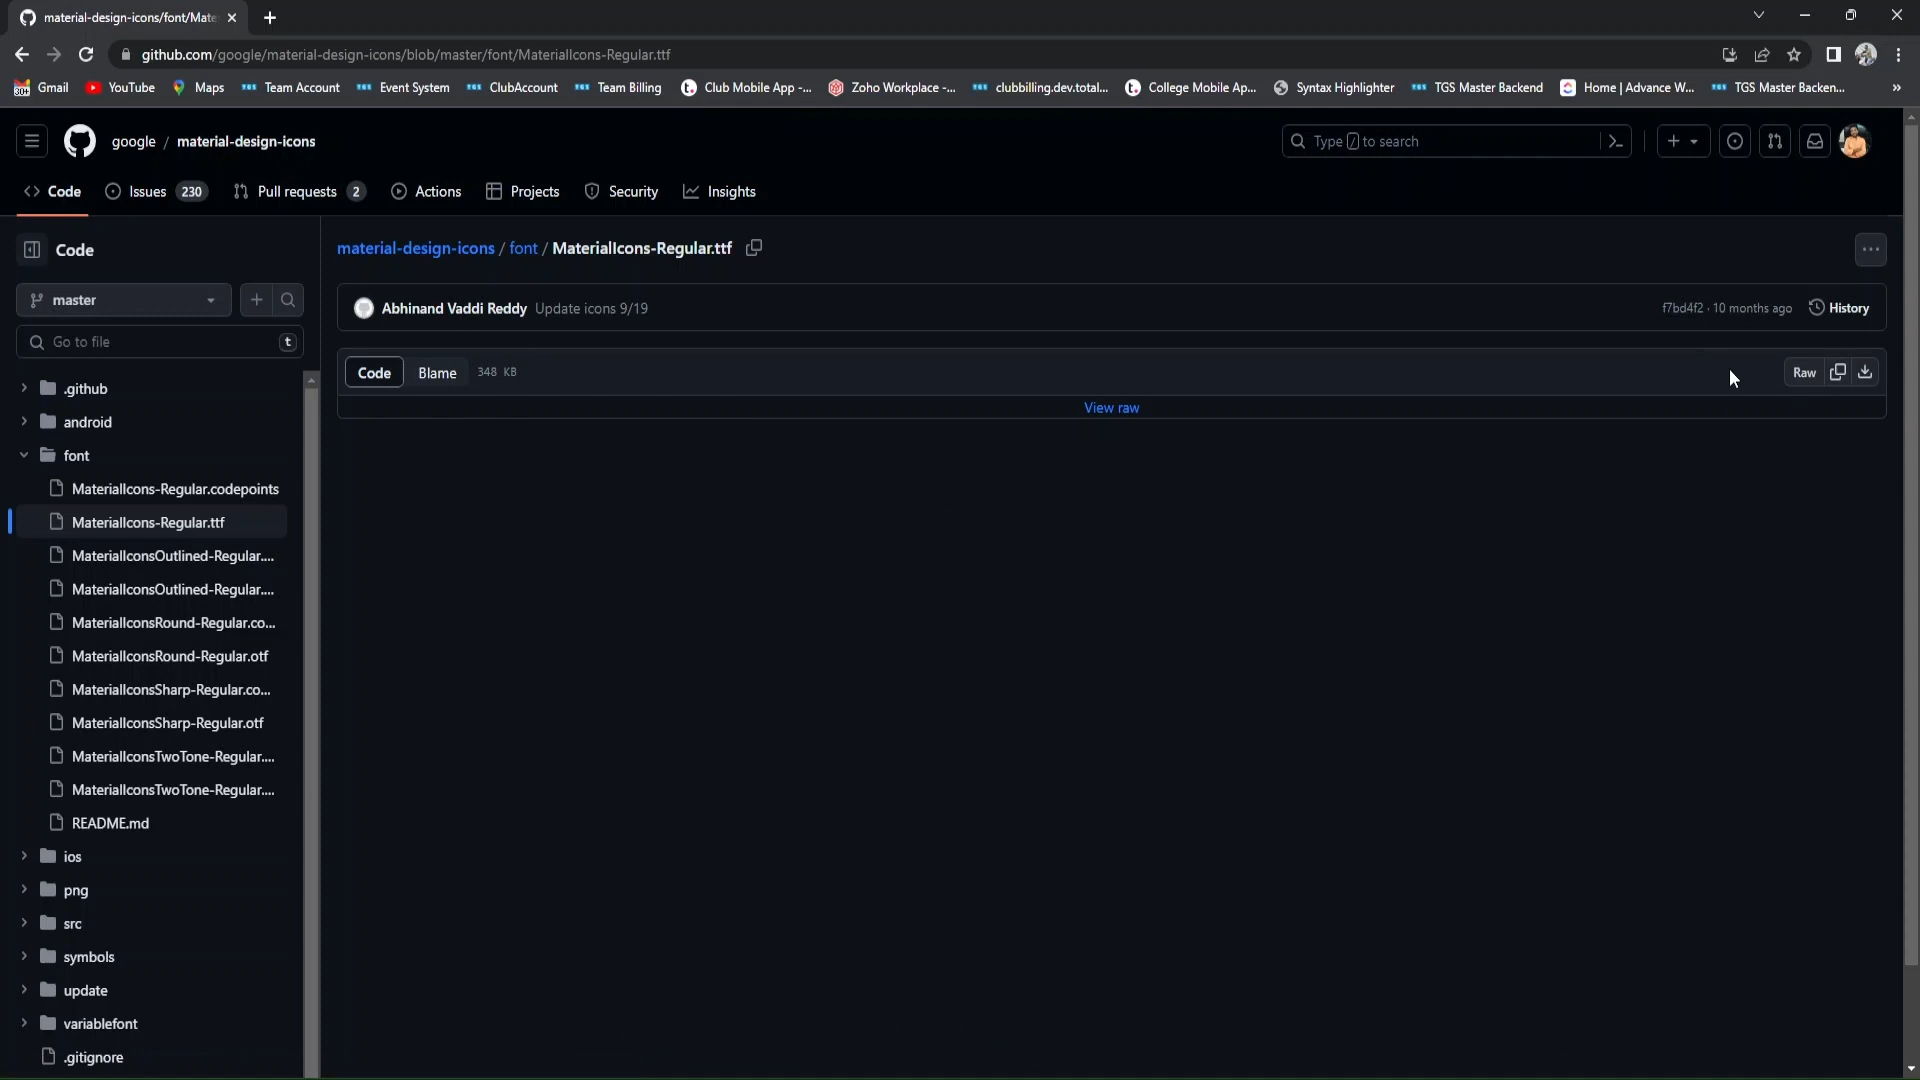 material-design-icons/font/Mate
github.com/google/material-design-icons/blob/master/font/MaterialIcons-Regular.ttf
30+ Gmail YouTube Maps Team Account Event System ClubAccount Team Billing Club Mobile App -... Zoho Workplace -... clubbilling.dev.total... College Mobile Ap... Syntax Highlighter TGS Master Backend Home | Advance W... TGS Master Backen... »
google / material-design-icons
Type / to search
Code Issues 230 Pull requests 2 Actions Projects Security Insights
Code
material-design-icons / font / MaterialIcons-Regular.ttf
master
Abhinand Vaddi Reddy Update icons 9/19
f7bd4f2 · 10 months ago History
Go to file t
Code Blame 348 KB
Raw
View raw
.github
android
font
MaterialIcons-Regular.codepoints
MaterialIcons-Regular.ttf
MaterialIconsOutlined-Regular....
MaterialIconsOutlined-Regular....
MaterialIconsRound-Regular.co...
MaterialIconsRound-Regular.otf
MaterialIconsSharp-Regular.co...
MaterialIconsSharp-Regular.otf
MaterialIconsTwoTone-Regular....
MaterialIconsTwoTone-Regular....
README.md
ios
png
src
symbols
update
variablefont
.gitignore